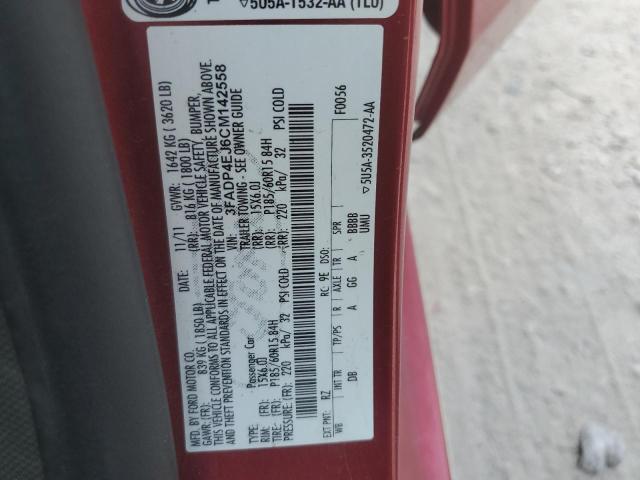 5U5A-1532-AA (TLU)
MFD. BY FORD MOTOR CO.
DATE: 11/11 GVWR: 1642 KG ( 3620 LB)
GAWR: (FR): 839 KG ( 1850 LB) (RR): 816 KG ( 1800 LB)
THIS VEHICLE CONFORMS TO ALL APPLICABLE FEDERAL MOTOR VEHICLE SAFETY, BUMPER,
AND THEFT PREVENTION STANDARDS IN EFFECT ON THE DATE OF MANUFACTURE SHOWN ABOVE.
VIN: 3FADP4EJ6CM142558
TYPE: Passenger Car TRAILER TOWING - SEE OWNER GUIDE
RIM: (FR): 15X6.0J (RR): 15X6.0J
TIRE: (FR): P185/60R15 84H (RR): P185/60R15 84H
PRESSURE: (FR): 220 kPa/ 32 PSI COLD (RR): 220 kPa/ 32 PSI COLD
EXT PNT: RZ RC: 9E DSO: F0056
WB INT TR TP/PS R AXLE TR SPR
DB A GG A BBBB
UMU
5U5A-3520472-AA